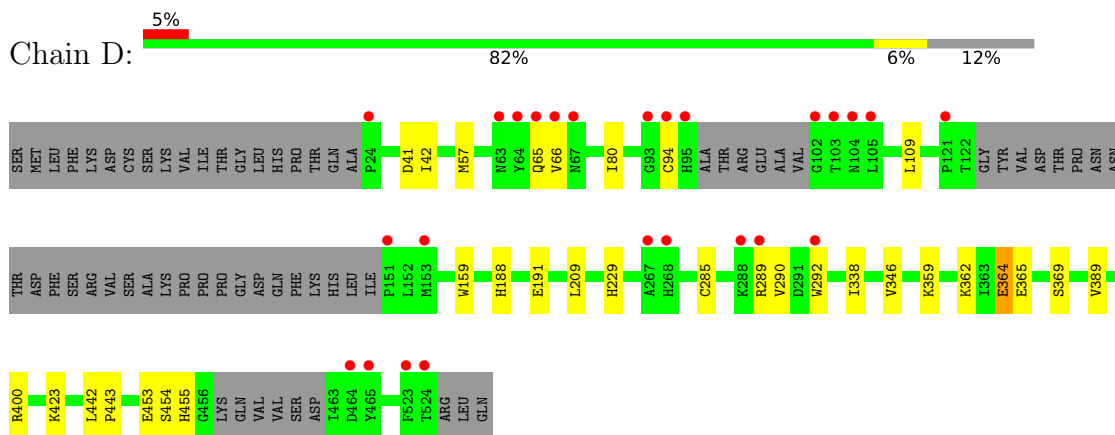 5%
Chain D:
82% 6% 12%
SER MET LEU PHE LYS ASP CYS SER LYS VAL ILE THR GLY LEU HIS PRO THR GLN ALA P24 D41 I42 M57 N63 Y64 Q65 V66 N67 I80 G93 C94 H95 ALA THR ARG GLU ALA VAL G102 T103 N104 L105 L109 P121 T122 GLY TYR VAL ASP THR PRO ASN ASN
THR ASP PHE SER ARG VAL SER ALA LYS PRO PRO PRO GLY ASP GLN PHE LYS HIS LEU ILE P151 L152 M153 W159 H188 E191 L209 H229 A267 H268 C285 K288 R289 V290 D291 W292 I338 V346 K359 K362 I363 E364 E365 S369 V389
R400 K423 L442 P443 E453 S454 H455 G456 LYS GLN VAL VAL SER ASP I463 D464 Y465 F523 T524 ARG LEU GLN